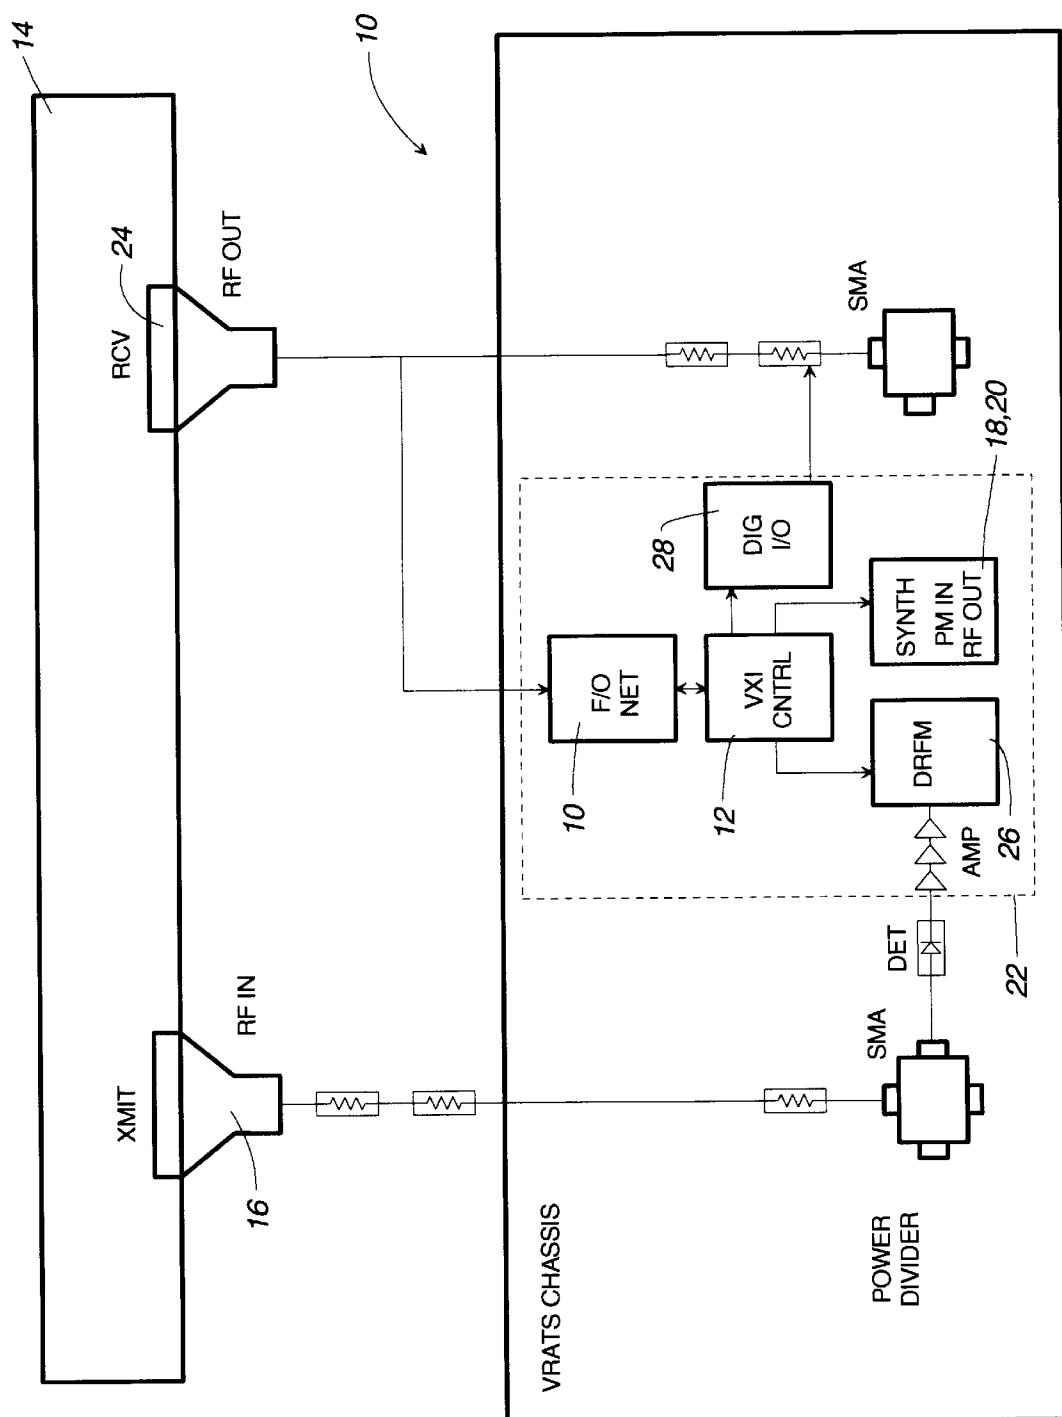 14
XMIT
RCV
24
16
RF IN
RF OUT
10
VRATS CHASSIS
F/O
NET
10
28
DIG
I/O
VXI
CNTRL
12
DRFM
26
SYNTH
PM IN
RF OUT
18,20
AMP
DET
22
SMA
SMA
POWER
DIVIDER